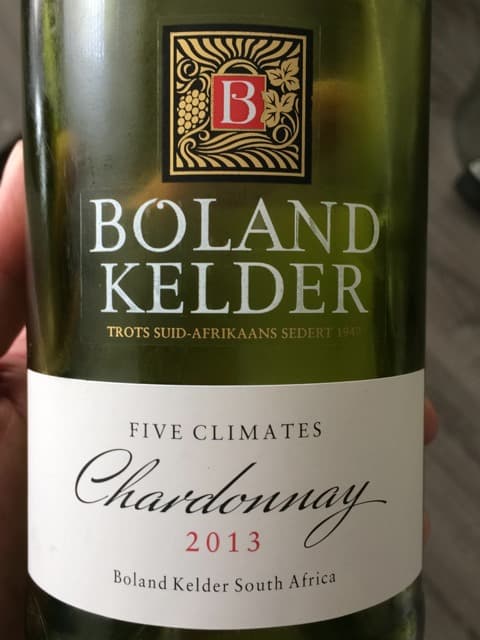 B
BOLAND
KELDER
TROTS SUID-AFRIKAANS SEDERT
FIVE CLIMATES
Chardonnay
2013
Boland Kelder South Africa